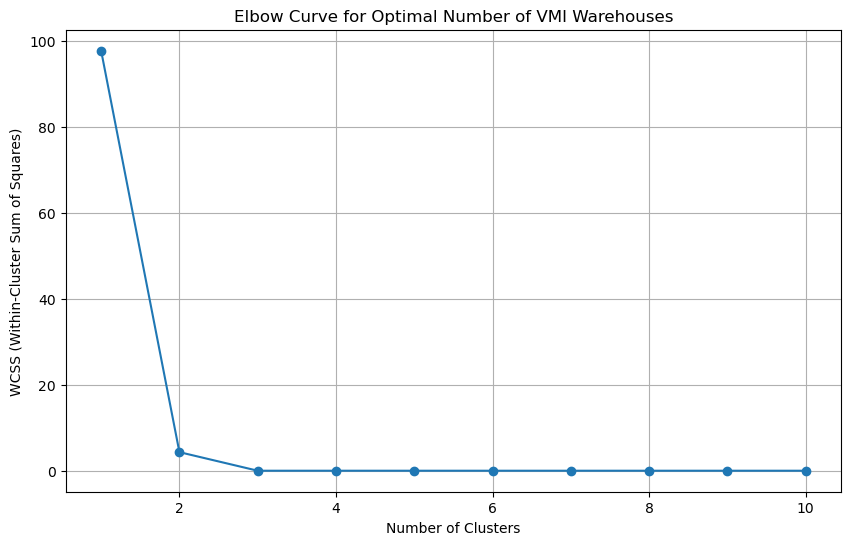 Elbow Curve for Optimal Number of VMI Warehouses
100
80
60
40
20
0
WCSS (Within-Cluster Sum of Squares)
2 4 6 8 10
Number of Clusters